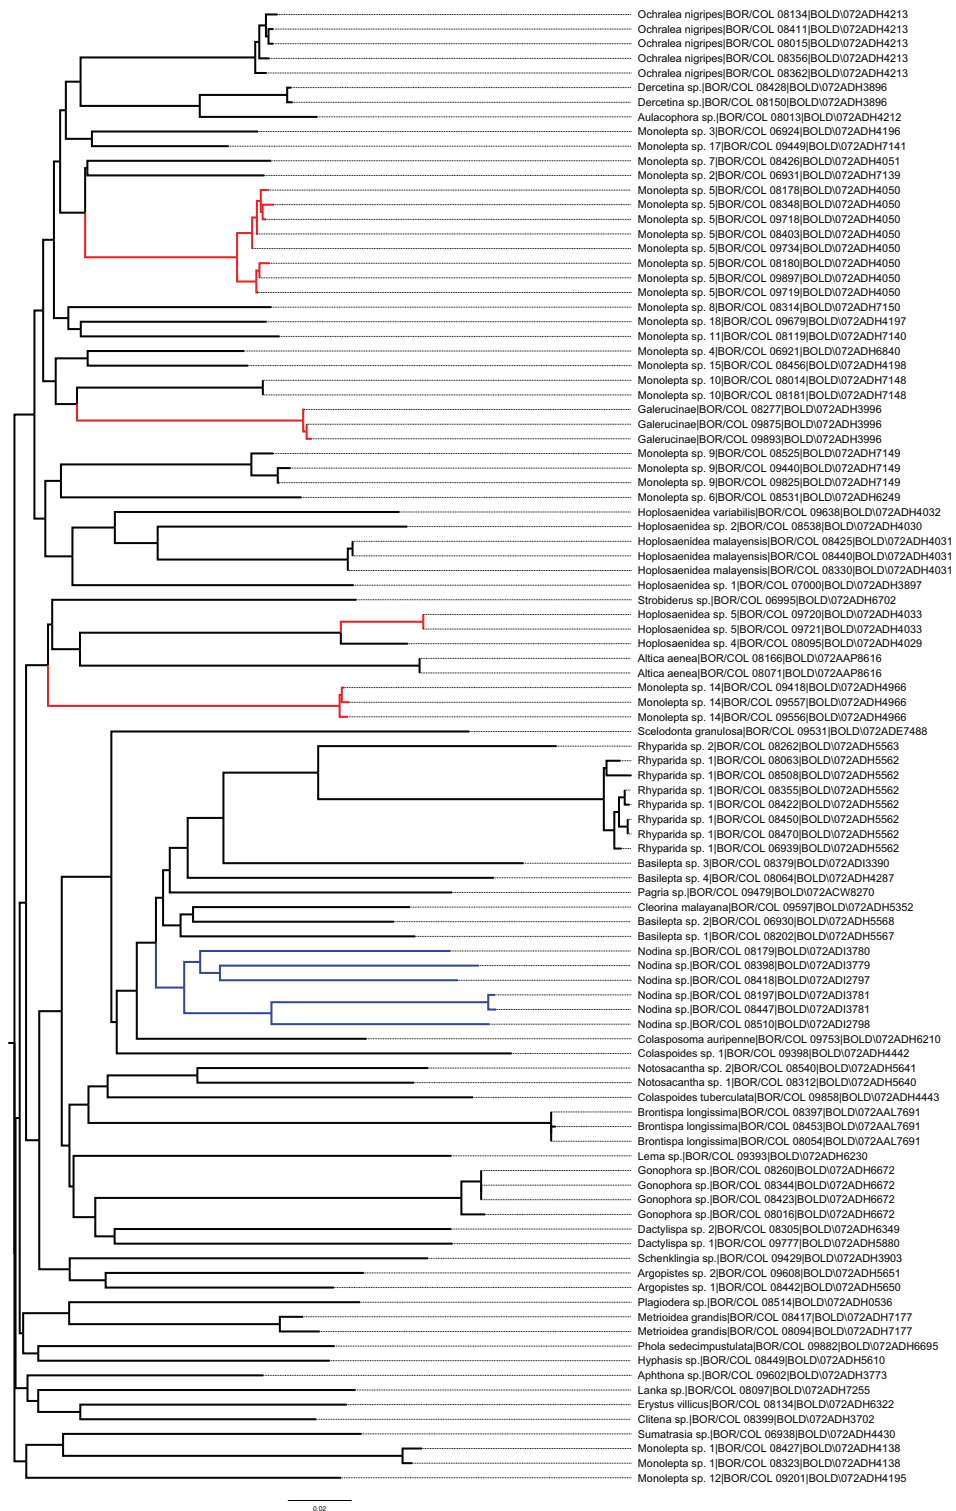 Ochralea nigripes|BOR/COL 08134|BOLD\072ADH4213
Ochralea nigripes|BOR/COL 08411|BOLD\072ADH4213
Ochralea nigripes|BOR/COL 08015|BOLD\072ADH4213
Ochralea nigripes|BOR/COL 08356|BOLD\072ADH4213
Ochralea nigripes|BOR/COL 08362|BOLD\072ADH4213
Dercetina sp.|BOR/COL 08428|BOLD\072ADH3896
Dercetina sp.|BOR/COL 08150|BOLD\072ADH3896
Aulacophora sp.|BOR/COL 08013|BOLD\072ADH4212
Monolepta sp. 3|BOR/COL 06924|BOLD\072ADH4196
Monolepta sp. 17|BOR/COL 09449|BOLD\072ADH7141
Monolepta sp. 7|BOR/COL 08426|BOLD\072ADH4051
Monolepta sp. 2|BOR/COL 06931|BOLD\072ADH7139
Monolepta sp. 5|BOR/COL 08178|BOLD\072ADH4050
Monolepta sp. 5|BOR/COL 08348|BOLD\072ADH4050
Monolepta sp. 5|BOR/COL 09718|BOLD\072ADH4050
Monolepta sp. 5|BOR/COL 08403|BOLD\072ADH4050
Monolepta sp. 5|BOR/COL 09734|BOLD\072ADH4050
Monolepta sp. 5|BOR/COL 08180|BOLD\072ADH4050
Monolepta sp. 5|BOR/COL 09897|BOLD\072ADH4050
Monolepta sp. 5|BOR/COL 09719|BOLD\072ADH4050
Monolepta sp. 8|BOR/COL 08314|BOLD\072ADH7150
Monolepta sp. 18|BOR/COL 09679|BOLD\072ADH4197
Monolepta sp. 11|BOR/COL 08119|BOLD\072ADH7140
Monolepta sp. 4|BOR/COL 06921|BOLD\072ADH6840
Monolepta sp. 15|BOR/COL 08456|BOLD\072ADH4198
Monolepta sp. 10|BOR/COL 08014|BOLD\072ADH7148
Monolepta sp. 10|BOR/COL 08181|BOLD\072ADH7148
Galerucinae|BOR/COL 08277|BOLD\072ADH3996
Galerucinae|BOR/COL 09875|BOLD\072ADH3996
Galerucinae|BOR/COL 09893|BOLD\072ADH3996
Monolepta sp. 9|BOR/COL 08525|BOLD\072ADH7149
Monolepta sp. 9|BOR/COL 09440|BOLD\072ADH7149
Monolepta sp. 9|BOR/COL 09825|BOLD\072ADH7149
Monolepta sp. 6|BOR/COL 08531|BOLD\072ADH6249
Hoplosaenidea variabilis|BOR/COL 09638|BOLD\072ADH4032
Hoplosaenidea sp. 2|BOR/COL 08538|BOLD\072ADH4030
Hoplosaenidea malayensis|BOR/COL 08425|BOLD\072ADH4031
Hoplosaenidea malayensis|BOR/COL 08440|BOLD\072ADH4031
Hoplosaenidea malayensis|BOR/COL 08330|BOLD\072ADH4031
Hoplosaenidea sp. 1|BOR/COL 07000|BOLD\072ADH3897
Strobiderus sp.|BOR/COL 06995|BOLD\072ADH6702
Hoplosaenidea sp. 5|BOR/COL 09720|BOLD\072ADH4033
Hoplosaenidea sp. 5|BOR/COL 09721|BOLD\072ADH4033
Hoplosaenidea sp. 4|BOR/COL 08095|BOLD\072ADH4029
Altica aenea|BOR/COL 08166|BOLD\072AAP8616
Altica aenea|BOR/COL 08071|BOLD\072AAP8616
Monolepta sp. 14|BOR/COL 09418|BOLD\072ADH4966
Monolepta sp. 14|BOR/COL 09557|BOLD\072ADH4966
Monolepta sp. 14|BOR/COL 09556|BOLD\072ADH4966
Scelodonta granulosa|BOR/COL 09531|BOLD\072ADE7488
Rhyparida sp. 2|BOR/COL 08262|BOLD\072ADH5563
Rhyparida sp. 1|BOR/COL 08063|BOLD\072ADH5562
Rhyparida sp. 1|BOR/COL 08508|BOLD\072ADH5562
Rhyparida sp. 1|BOR/COL 08355|BOLD\072ADH5562
Rhyparida sp. 1|BOR/COL 08422|BOLD\072ADH5562
Rhyparida sp. 1|BOR/COL 08450|BOLD\072ADH5562
Rhyparida sp. 1|BOR/COL 08470|BOLD\072ADH5562
Rhyparida sp. 1|BOR/COL 06939|BOLD\072ADH5562
Basilepta sp. 3|BOR/COL 08379|BOLD\072ADI3390
Basilepta sp. 4|BOR/COL 08064|BOLD\072ADH4287
Pagria sp.|BOR/COL 09479|BOLD\072ACW8270
Cleorina malayana|BOR/COL 09597|BOLD\072ADH5352
Basilepta sp. 2|BOR/COL 06930|BOLD\072ADH5568
Basilepta sp. 1|BOR/COL 08202|BOLD\072ADH5567
Nodina sp.|BOR/COL 08179|BOLD\072ADI3780
Nodina sp.|BOR/COL 08398|BOLD\072ADI3779
Nodina sp.|BOR/COL 08418|BOLD\072ADI2797
Nodina sp.|BOR/COL 08197|BOLD\072ADI3781
Nodina sp.|BOR/COL 08447|BOLD\072ADI3781
Nodina sp.|BOR/COL 08510|BOLD\072ADI2798
Colasposoma auripenne|BOR/COL 09753|BOLD\072ADH6210
Colaspoides sp. 1|BOR/COL 09398|BOLD\072ADH4442
Notosacantha sp. 2|BOR/COL 08540|BOLD\072ADH5641
Notosacantha sp. 1|BOR/COL 08312|BOLD\072ADH5640
Colaspoides tuberculata|BOR/COL 09858|BOLD\072ADH4443
Brontispa longissima|BOR/COL 08397|BOLD\072AAL7691
Brontispa longissima|BOR/COL 08453|BOLD\072AAL7691
Brontispa longissima|BOR/COL 08054|BOLD\072AAL7691
Lema sp.|BOR/COL 09393|BOLD\072ADH6230
Gonophora sp.|BOR/COL 08260|BOLD\072ADH6672
Gonophora sp.|BOR/COL 08344|BOLD\072ADH6672
Gonophora sp.|BOR/COL 08423|BOLD\072ADH6672
Gonophora sp.|BOR/COL 08016|BOLD\072ADH6672
Dactylispa sp. 2|BOR/COL 08305|BOLD\072ADH6349
Dactylispa sp. 1|BOR/COL 09777|BOLD\072ADH5880
Schenklingia sp.|BOR/COL 09429|BOLD\072ADH3903
Argopistes sp. 2|BOR/COL 09608|BOLD\072ADH5651
Argopistes sp. 1|BOR/COL 08442|BOLD\072ADH5650
Plagiodera sp.|BOR/COL 08514|BOLD\072ADH0536
Metrioidea grandis|BOR/COL 08417|BOLD\072ADH7177
Metrioidea grandis|BOR/COL 08094|BOLD\072ADH7177
Phola sedecimpustulata|BOR/COL 09882|BOLD\072ADH6695
Hyphasis sp.|BOR/COL 08449|BOLD\072ADH5610
Aphthona sp.|BOR/COL 09602|BOLD\072ADH3773
Lanka sp.|BOR/COL 08097|BOLD\072ADH7255
Erystus villicus|BOR/COL 08134|BOLD\072ADH6322
Clitena sp.|BOR/COL 08399|BOLD\072ADH3702
Sumatrasia sp.|BOR/COL 06938|BOLD\072ADH4430
Monolepta sp. 1|BOR/COL 08427|BOLD\072ADH4138
Monolepta sp. 1|BOR/COL 08323|BOLD\072ADH4138
Monolepta sp. 12|BOR/COL 09201|BOLD\072ADH4195
0.02